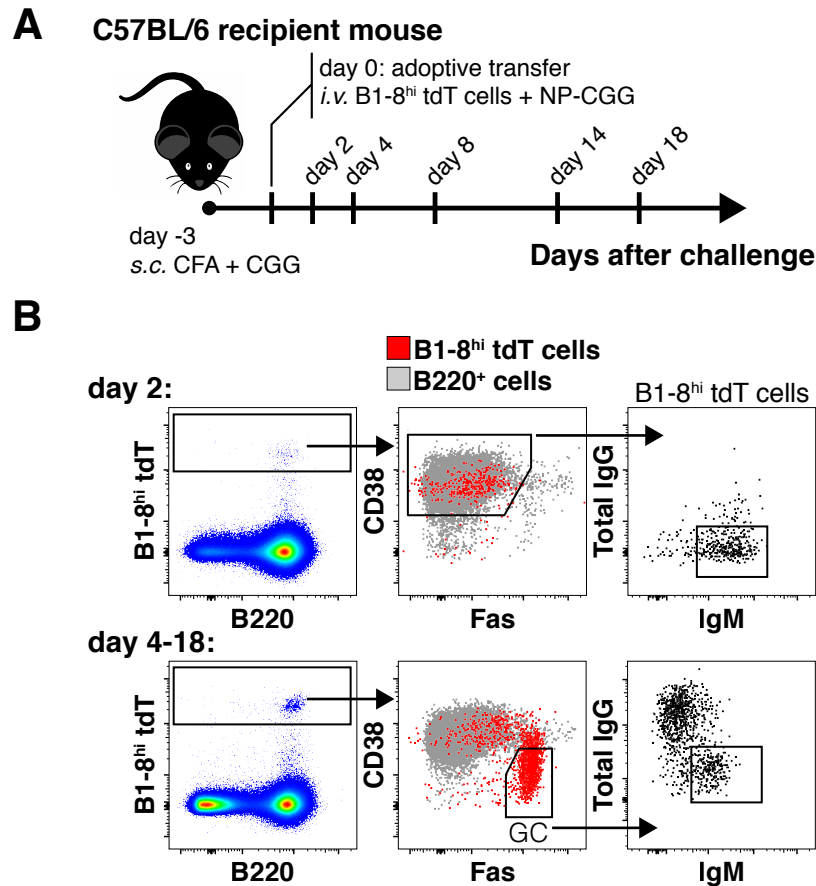 A
C57BL/6 recipient mouse
day 0: adoptive transfer
i.v. B1-8hi tdT cells + NP-CGG
day 2
day 4
day 8
day 14
day 18
day -3
s.c. CFA + CGG
Days after challenge
B
B1-8hi tdT cells
B220+ cells
day 2:
B1-8hi tdT cells
B1-8hi tdT
B220
CD38
Fas
Total IgG
IgM
day 4-18:
B1-8hi tdT
B220
CD38
GC
Fas
Total IgG
IgM